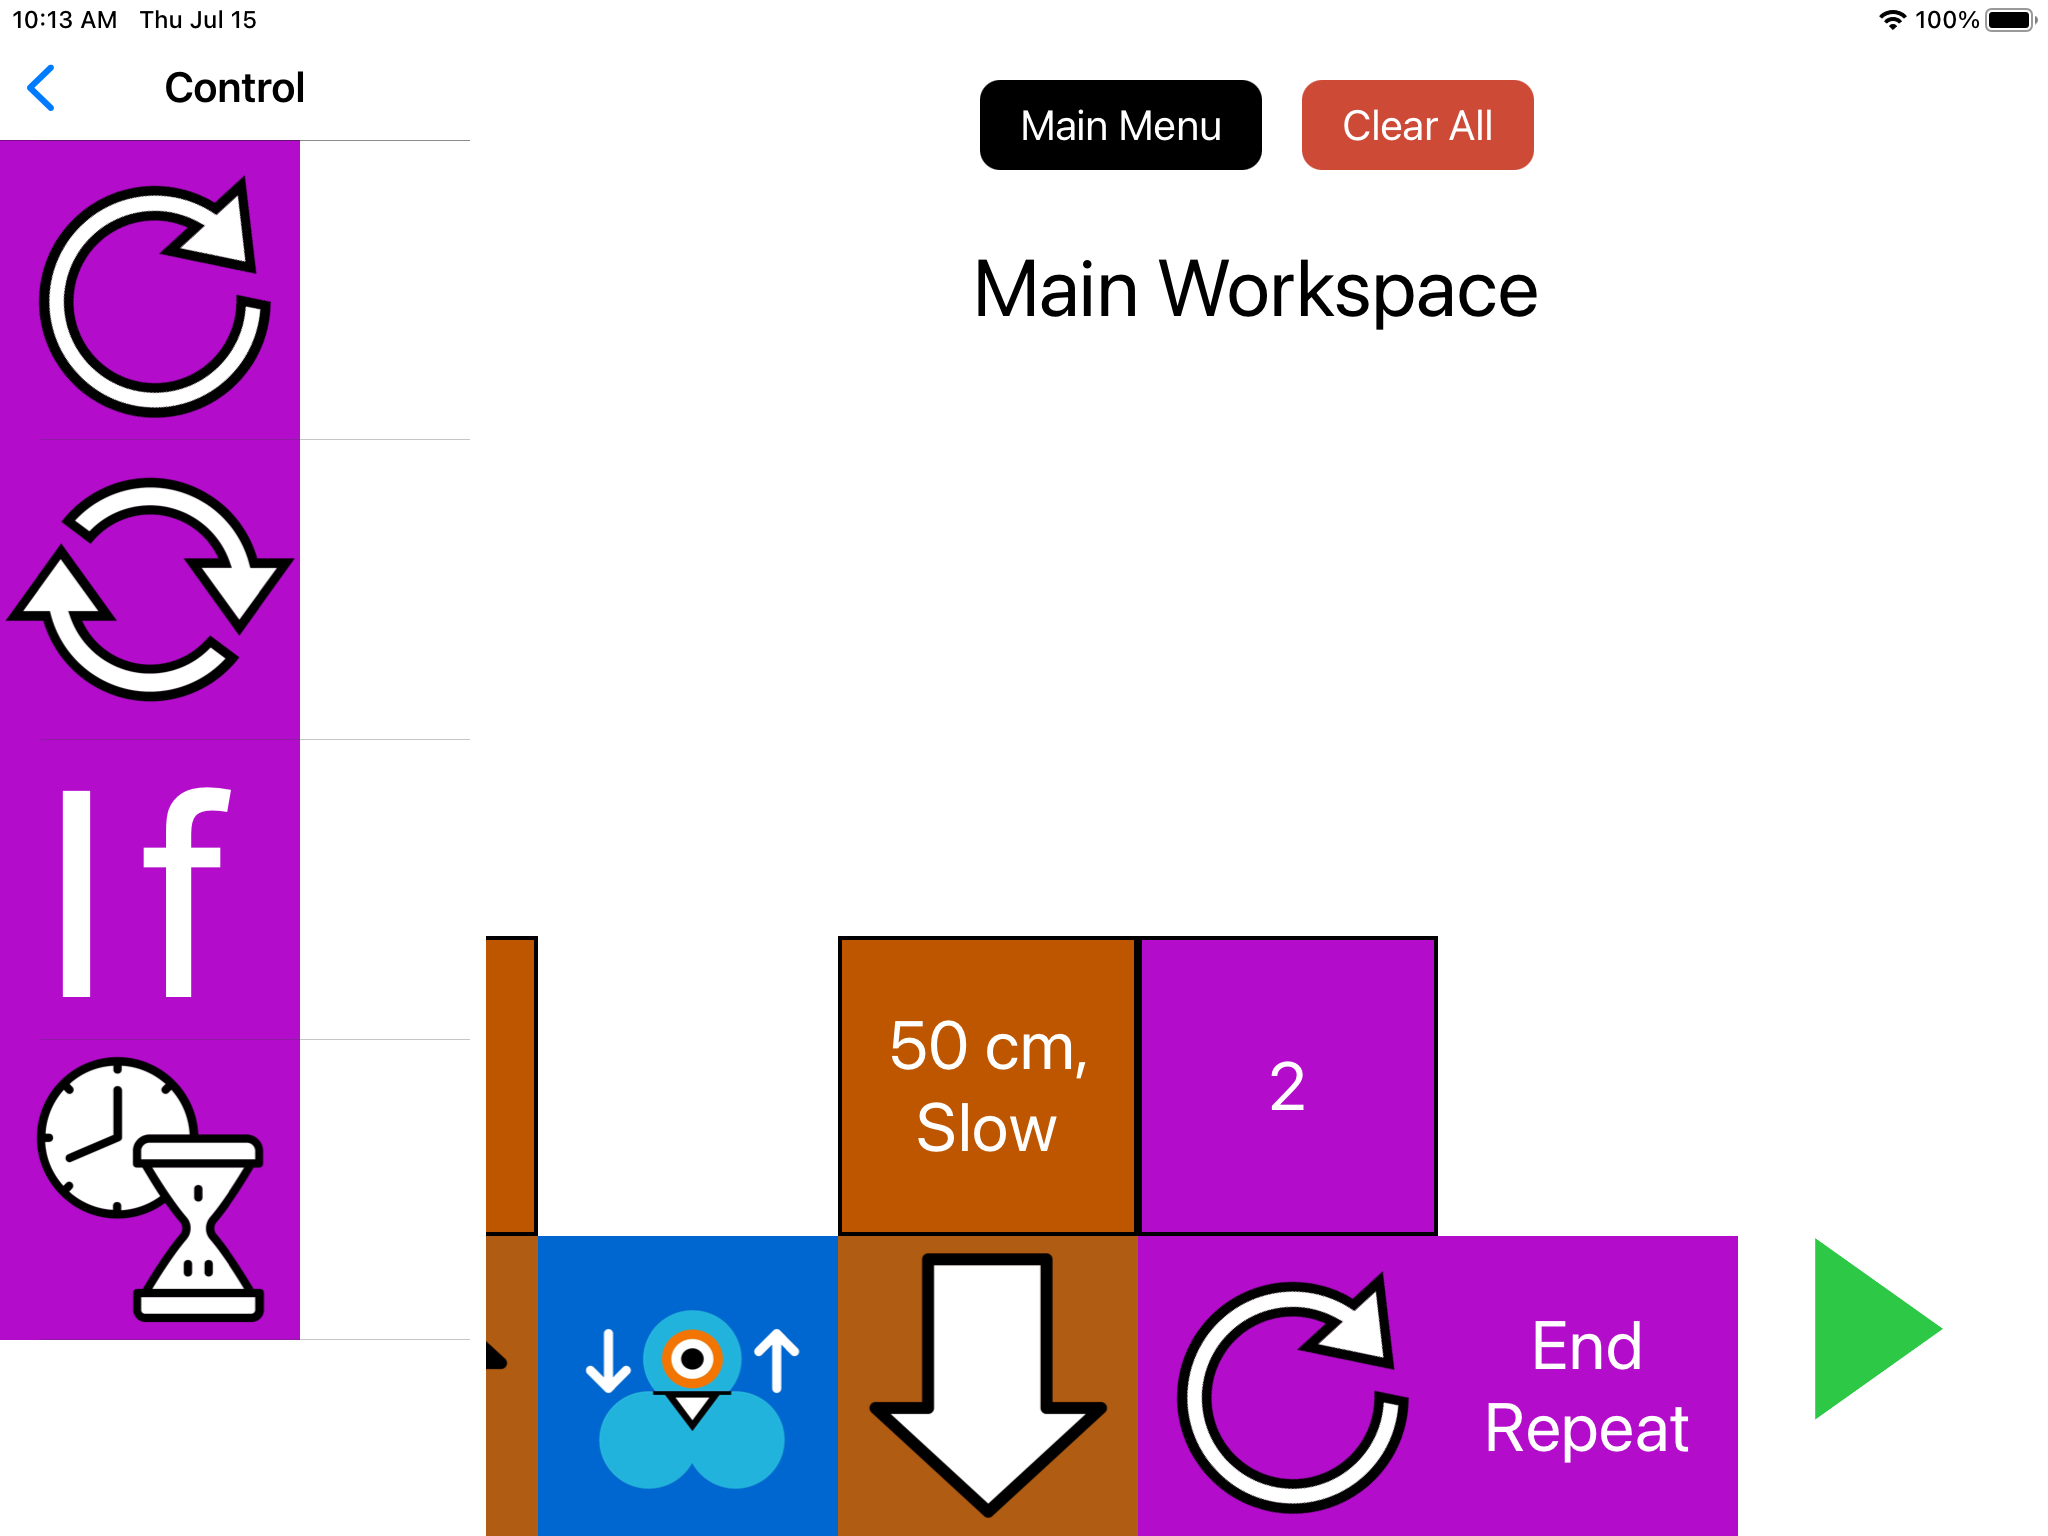 10:13 AM Thu Jul 15
100%
Control
Main Menu
Clear All
Main Workspace
If
50 cm,
Slow
2
End
Repeat